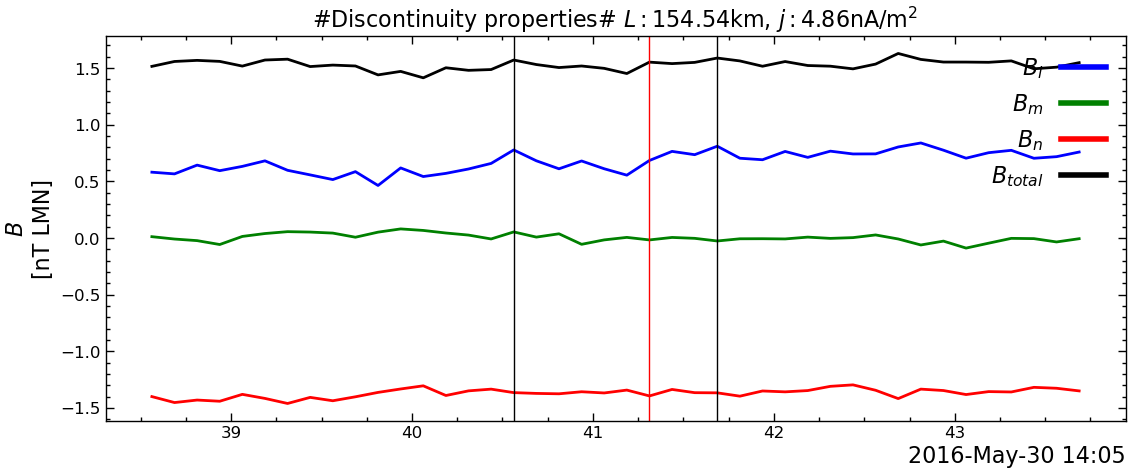 #Discontinuity properties# L : 154.54km, j : 4.86nA/m²
B
[nT LMN]
1.5
1.0
0.5
0.0
−0.5
−1.0
−1.5
B_l
B_m
B_n
B_total
39 40 41 42 43
2016-May-30 14:05